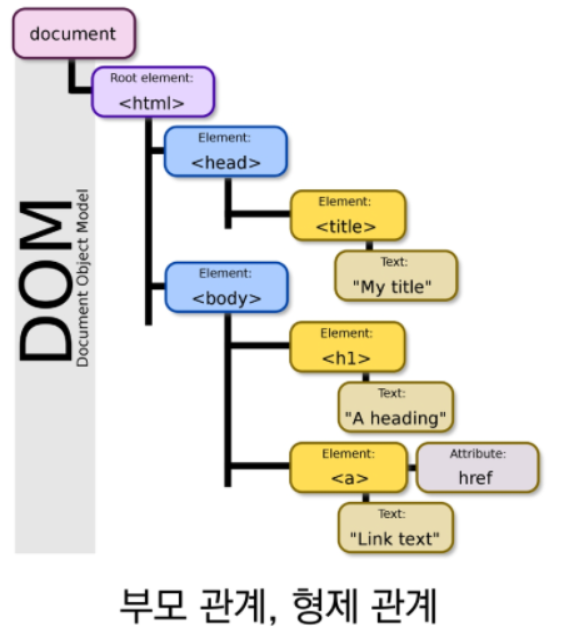 document
Root element:
<html>
Element:
<head>
Element:
<title>
Text:
"My title"
DOM
Document Object Model
Element:
<body>
Element:
<h1>
Text:
"A heading"
Element:
<a>
Attribute:
href
Text:
"Link text"
부모 관계, 형제 관계